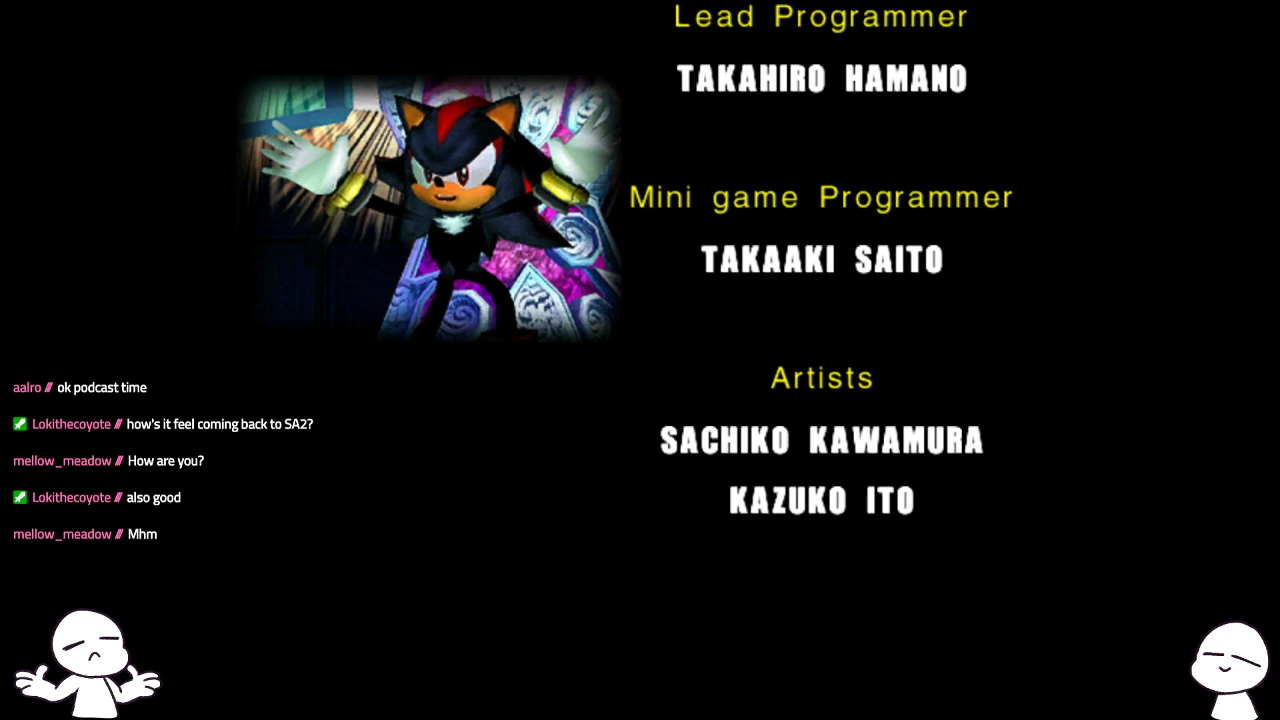 Lead Programmer
TAKAHIRO HAMANO
Mini game Programmer
TAKAAKI SAITO
Artists
SACHIKO KAWAMURA
KAZUKO ITO
aalro /// ok podcast time
Lokithecoyote /// how's it feel coming back to SA2?
mellow_meadow /// How are you?
Lokithecoyote /// also good
mellow_meadow /// Mhm